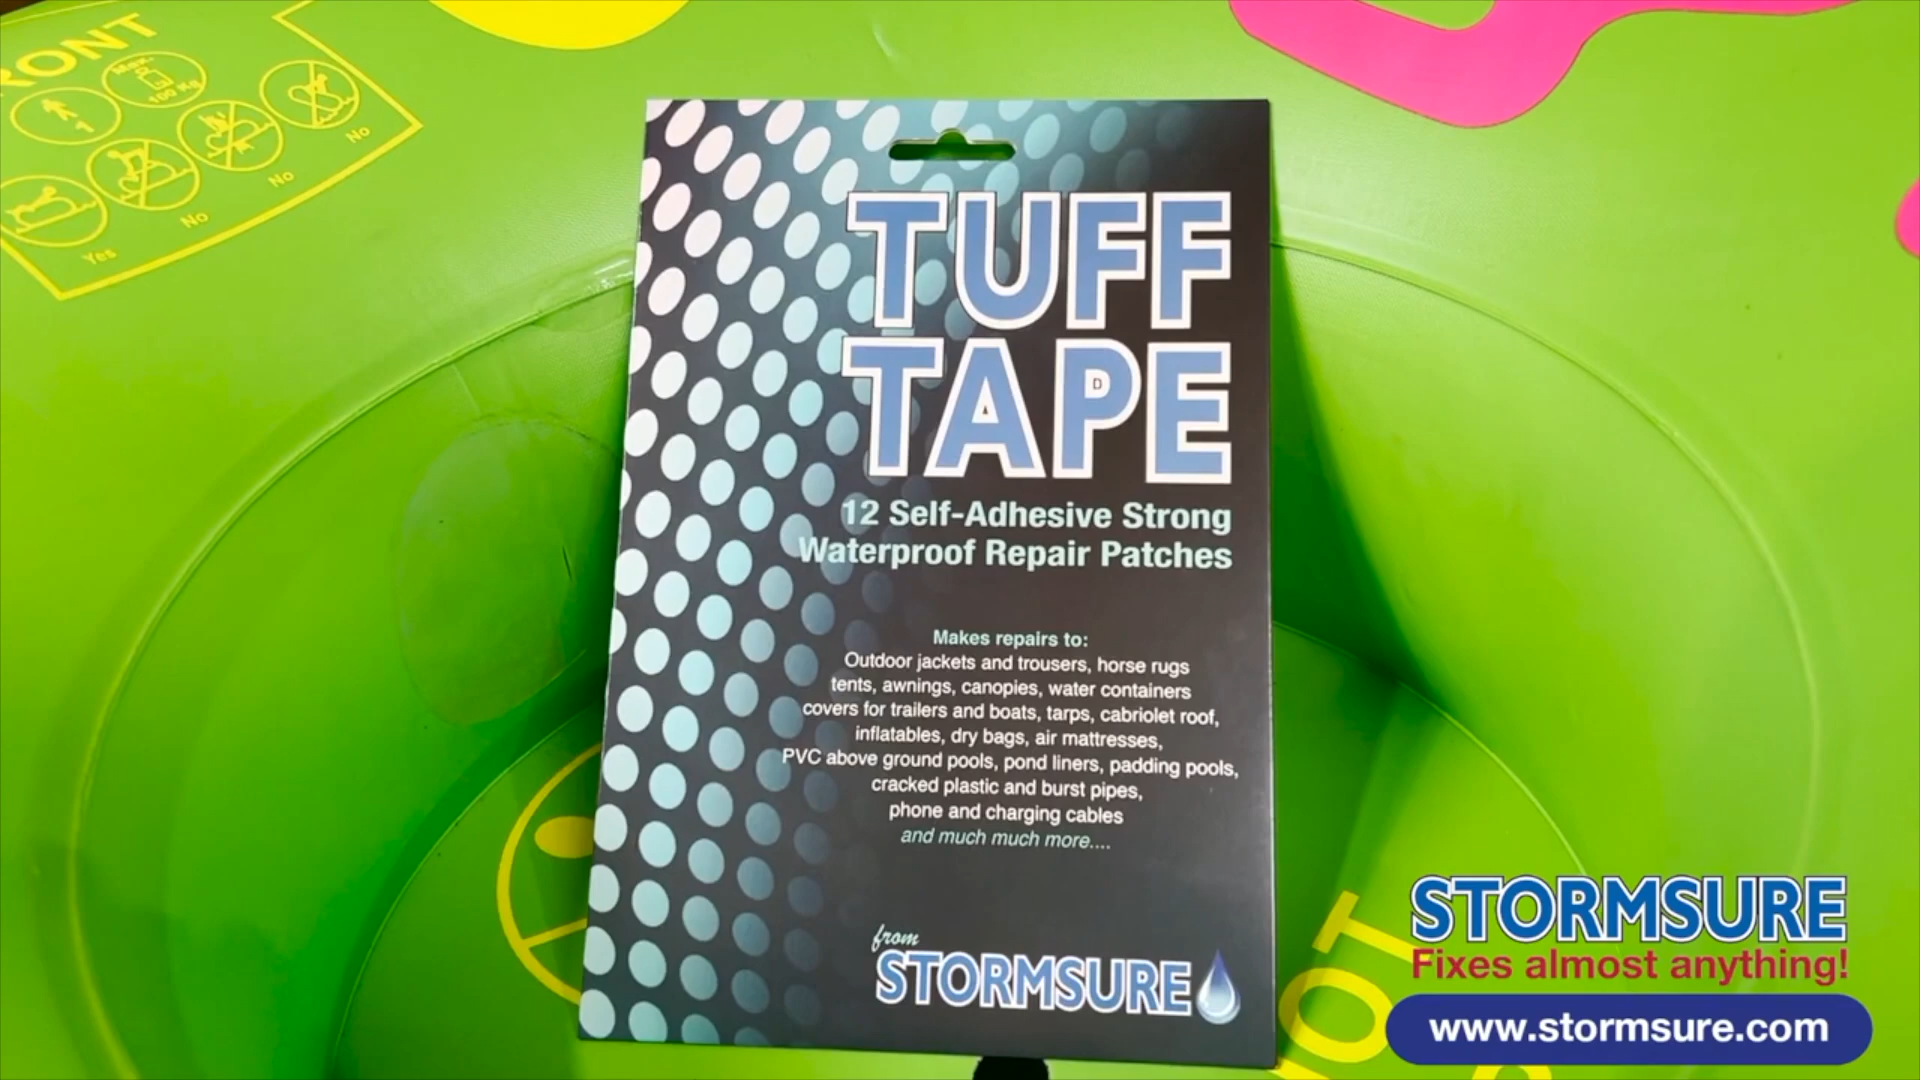 RONT
Max.
100 Kg
1
No
No
No
Yes
TUFF
TAPE
D
12 Self-Adhesive Strong
Waterproof Repair Patches
Makes repairs to:
Outdoor jackets and trousers, horse rugs
tents, awnings, canopies, water containers
covers for trailers and boats, tarps, cabriolet roof,
inflatables, dry bags, air mattresses,
PVC above ground pools, pond liners, padding pools,
cracked plastic and burst pipes,
phone and charging cables
and much much more....
from
STORMSURE
OT
STORMSURE
Fixes almost anything!
www.stormsure.com